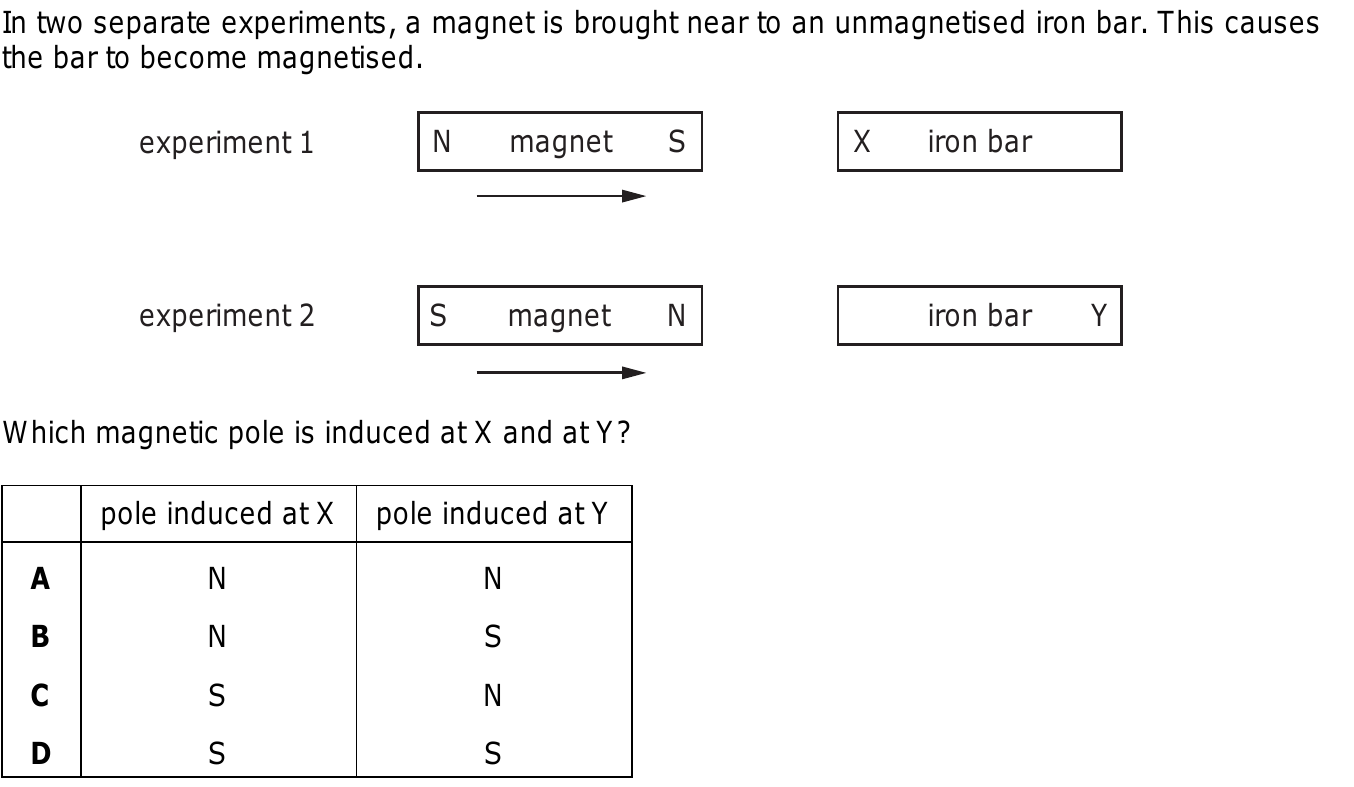 In two separate experiments, a magnet is brought near to an unmagnetised iron bar. This causes
the bar to become magnetised.
experiment 1 N magnet S X iron bar
experiment 2 S magnet N iron bar Y
Which magnetic pole is induced at X and at Y?
pole induced at X pole induced at Y
A N N
B N S
C S N
D S S